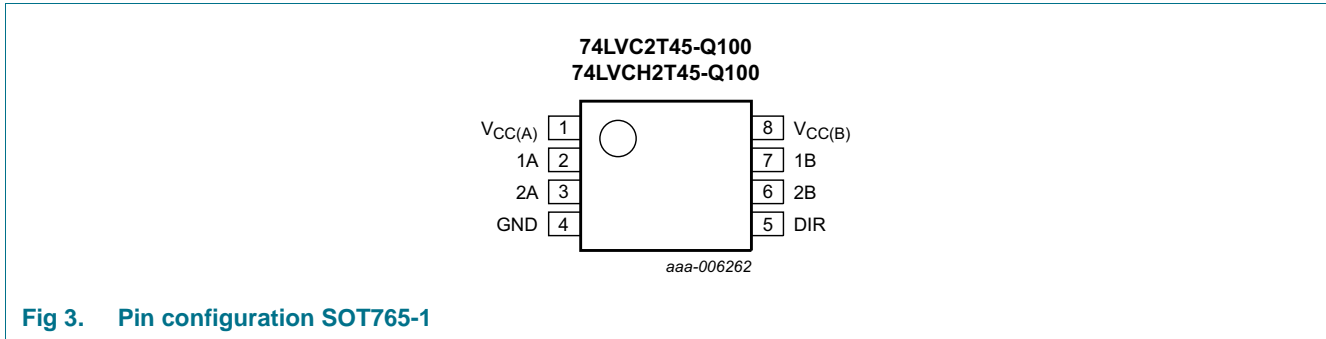 74LVC2T45-Q100
74LVCH2T45-Q100
VCC(A) 1 8 VCC(B)
1A 2 7 1B
2A 3 6 2B
GND 4 5 DIR
aaa-006262
Fig 3. Pin configuration SOT765-1